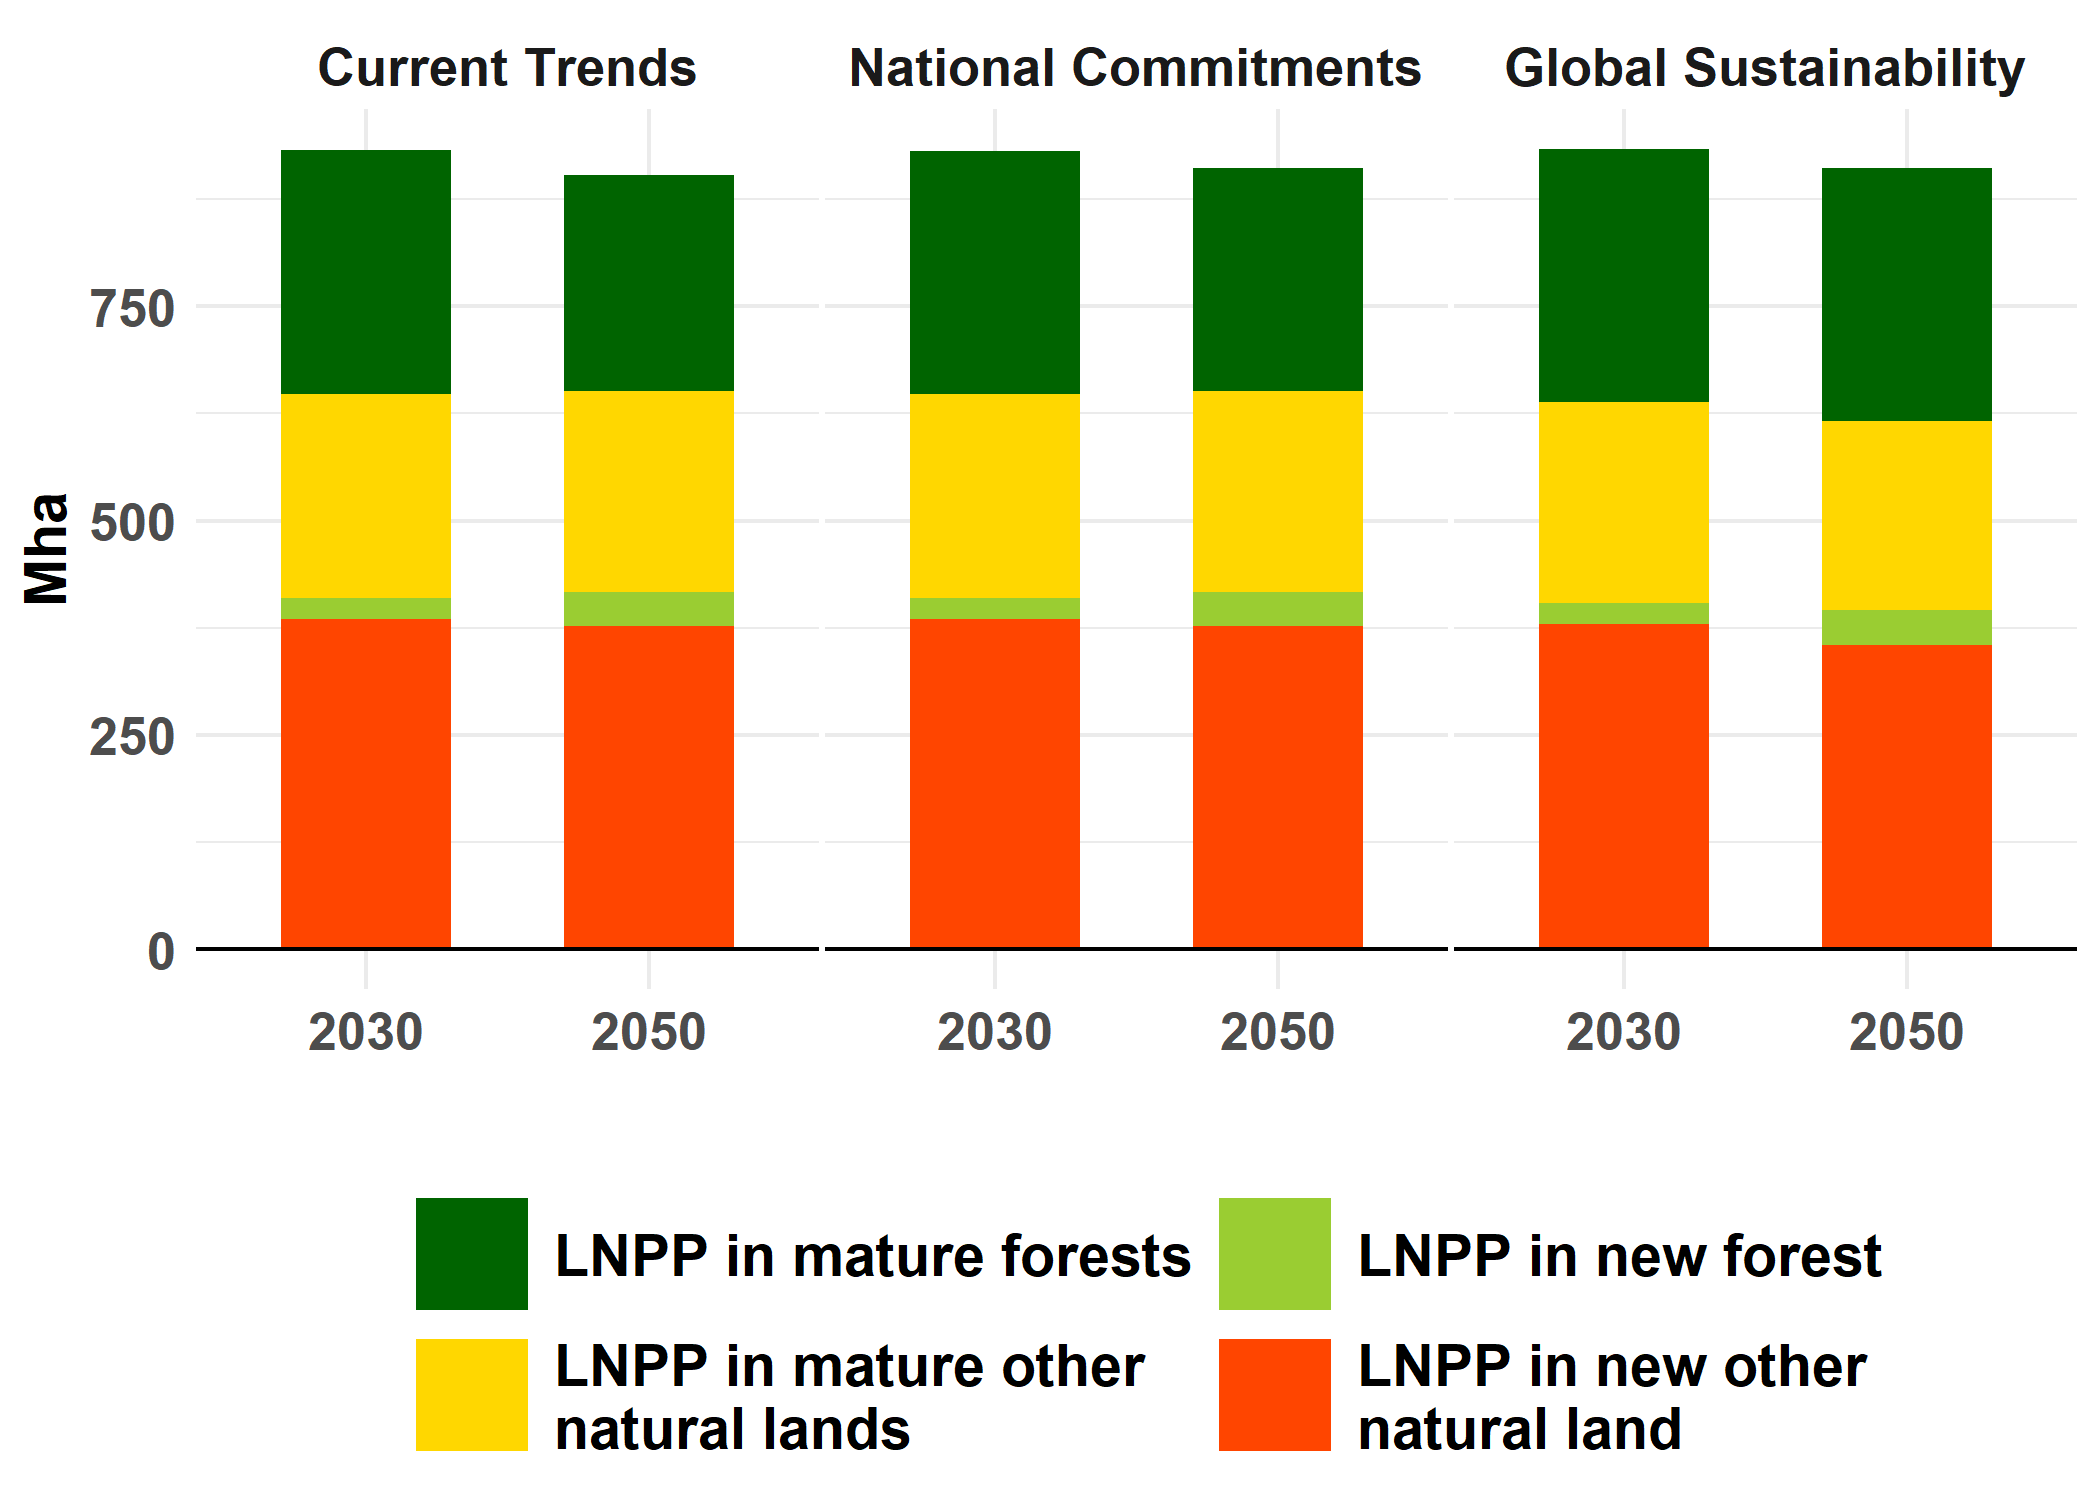 Current Trends
National Commitments
Global Sustainability
Mha
750
500
250
0
2030
2050
2030
2050
2030
2050
LNPP in mature forests
LNPP in new forest
LNPP in mature other
natural lands
LNPP in new other
natural land